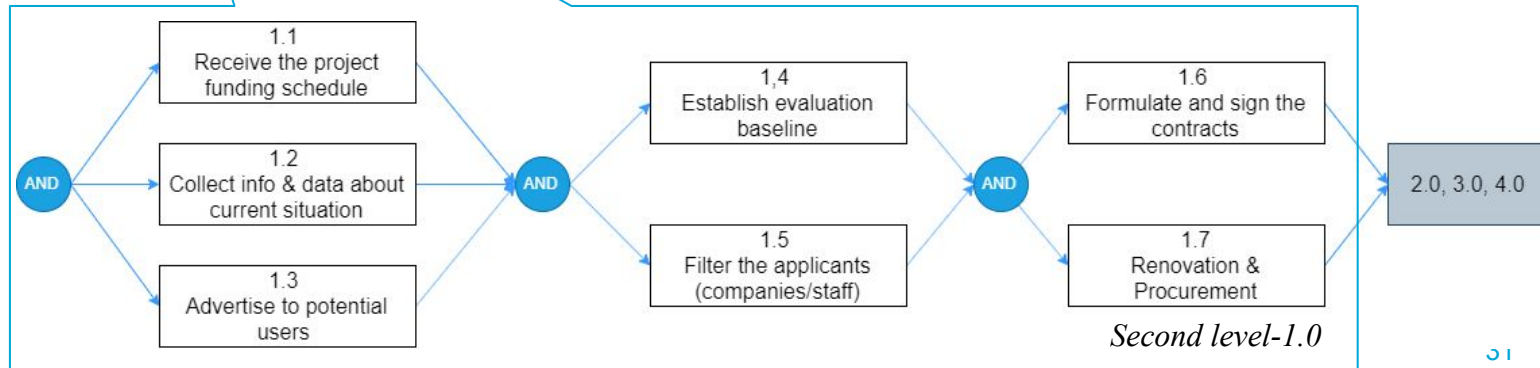 1.1
Receive the project
funding schedule
AND
1.2
Collect info & data about
current situation
1.3
Advertise to potential
users
AND
1,4
Establish evaluation
baseline
1.5
Filter the applicants
(companies/staff)
AND
1.6
Formulate and sign the
contracts
1.7
Renovation &
Procurement
2.0, 3.0, 4.0
Second level-1.0